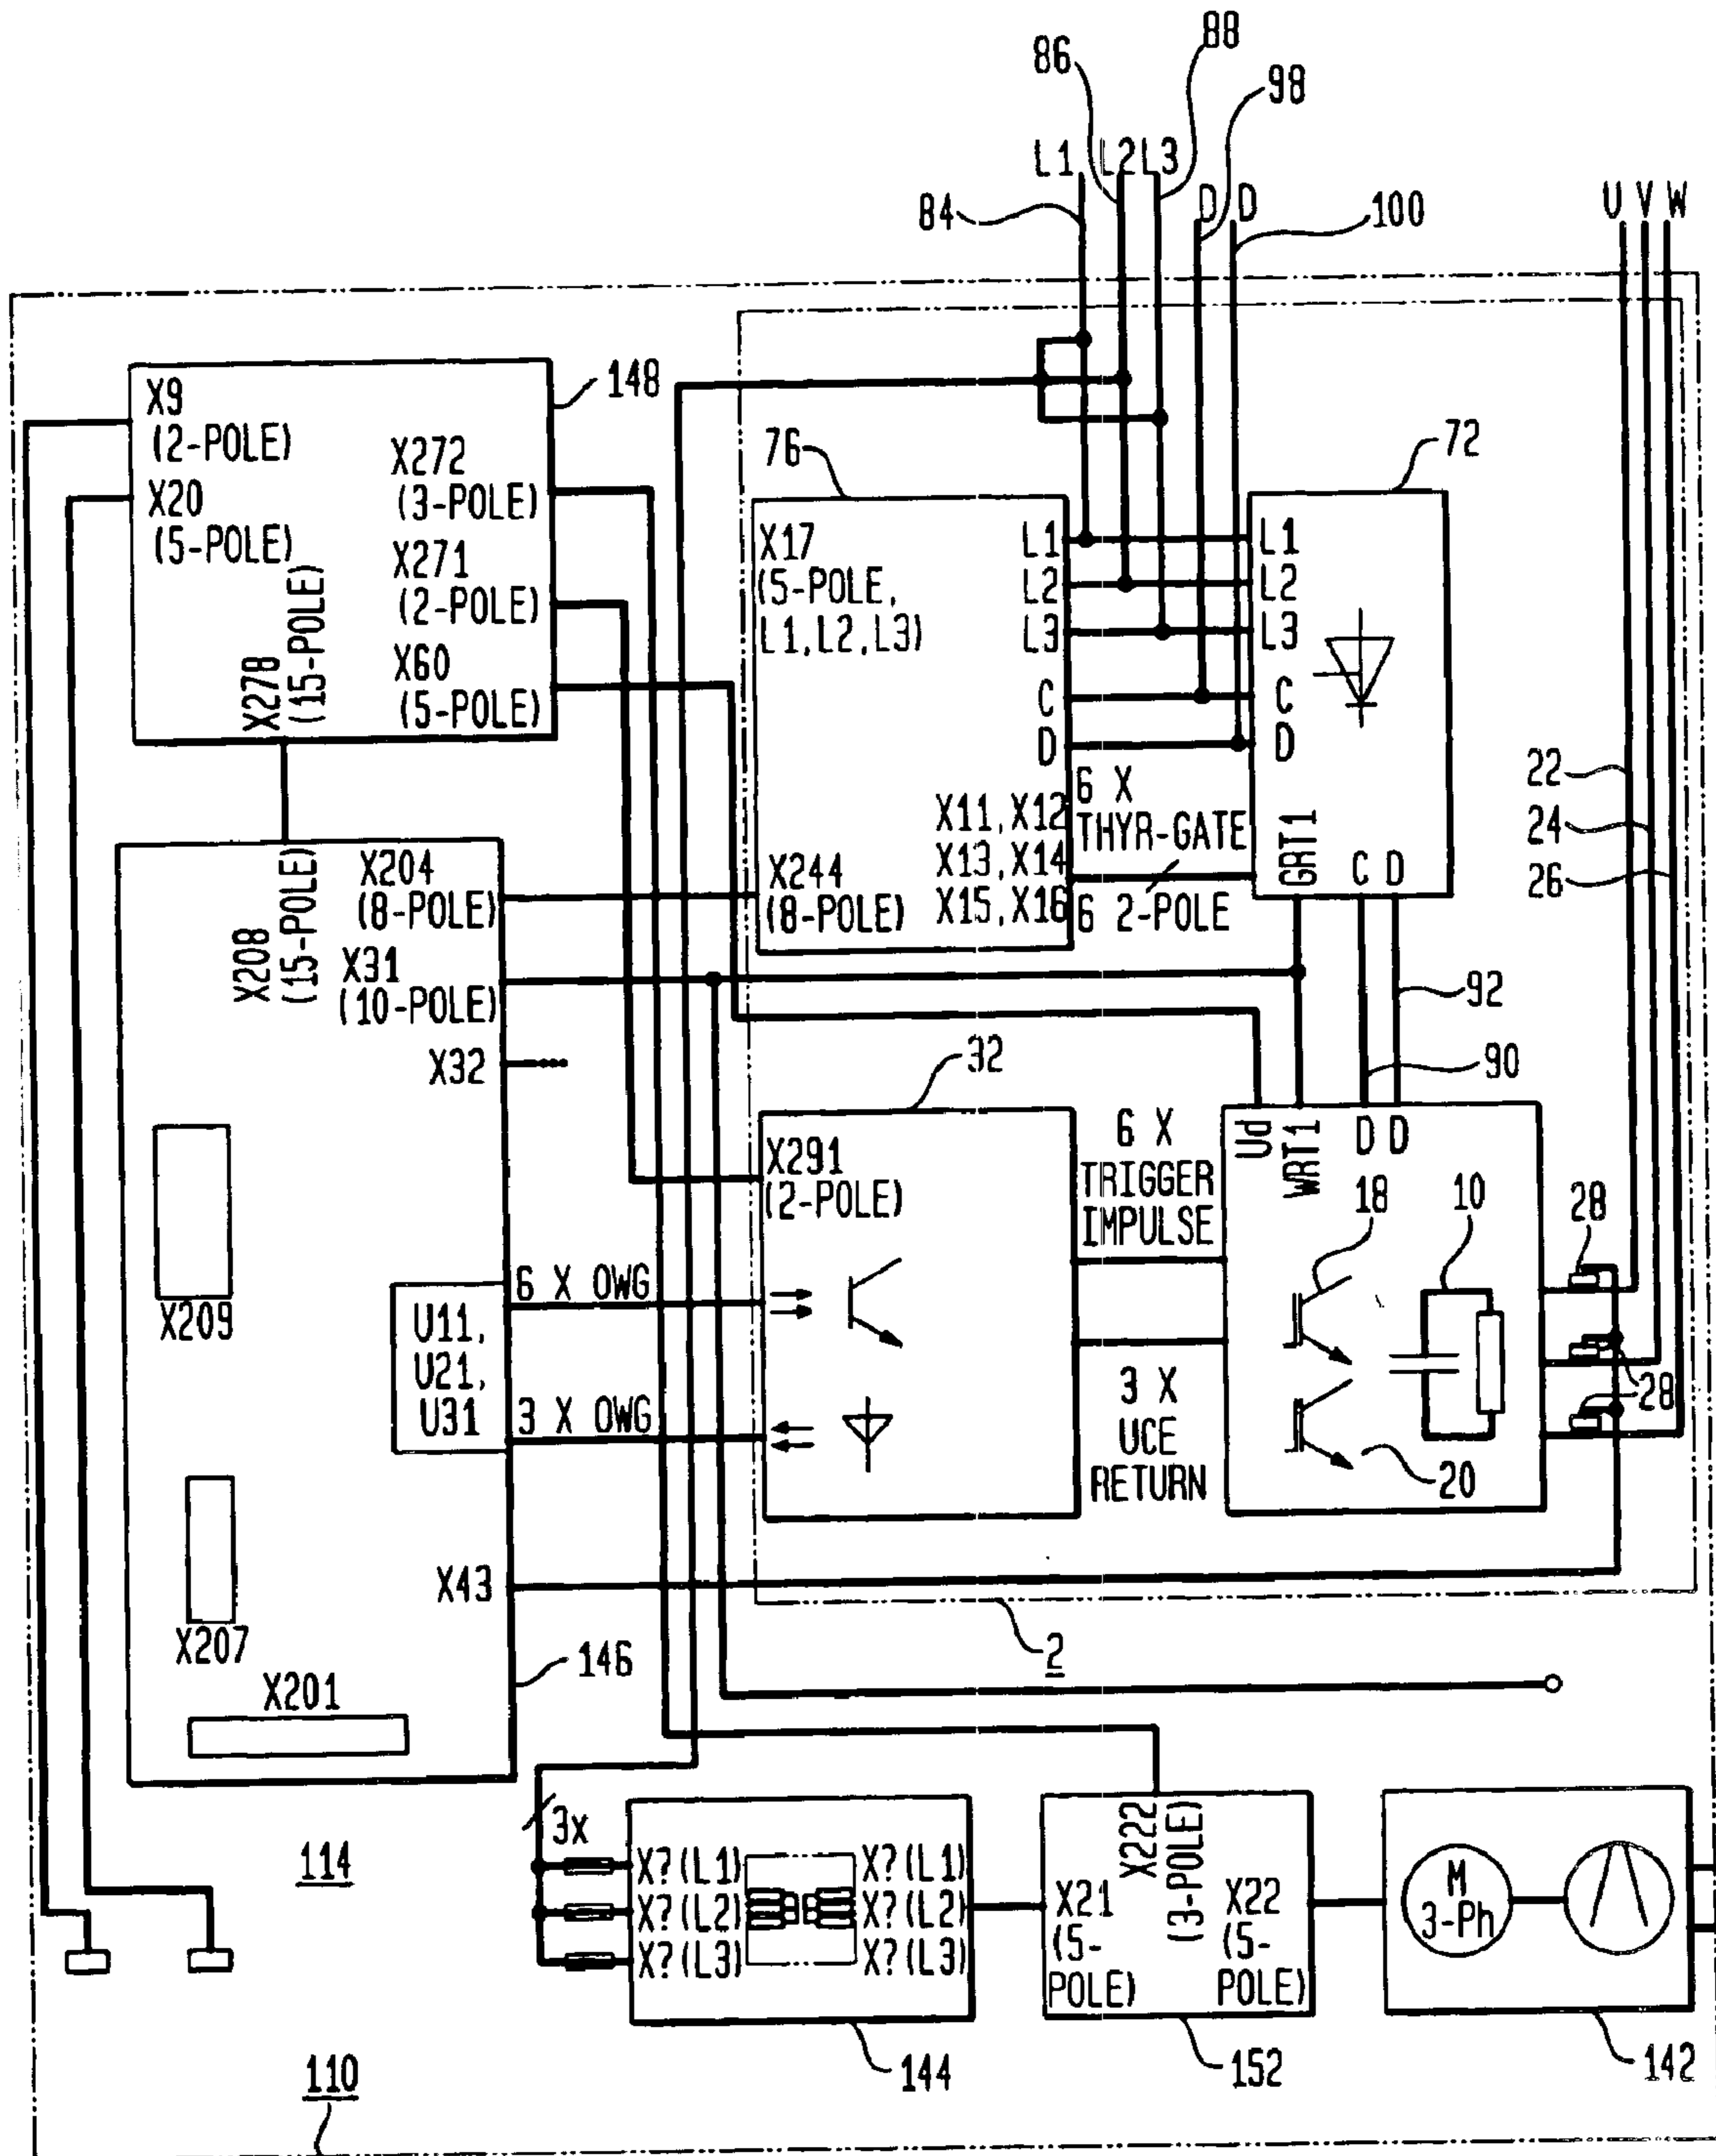 88
86
98
L1
L2
L3
84
D
D
100
U V W
148
X9
(2-POLE)
X272
(3-POLE)
X20
(5-POLE)
X271
(2-POLE)
X60
(5-POLE)
X278
(15-POLE)
76
72
X17
(5-POLE,
L1,L2,L3)
L1
L2
L3
C
D
L1
L2
L3
C
D
X11,X12
X13,X14
X15,X16
6 X
THYR-GATE
6 2-POLE
X244
(8-POLE)
GRT1
C
D
22
24
26
X204
(8-POLE)
X208
(15-POLE)
X31
(10-POLE)
X32
92
90
32
X291
(2-POLE)
6 X
TRIGGER
IMPULSE
Ud
WRT1
D
D
18
10
28
X209
6 X OWG
U11,
U21,
U31
3 X OWG
3 X
UCE
RETURN
28
20
X43
X207
2
146
X201
114
3x
X?(L1)
X?(L2)
X?(L3)
X?(L1)
X?(L2)
X?(L3)
X222
(3-POLE)
X21
(5-
POLE)
X22
(5-
POLE)
M
3-Ph
144
152
142
110